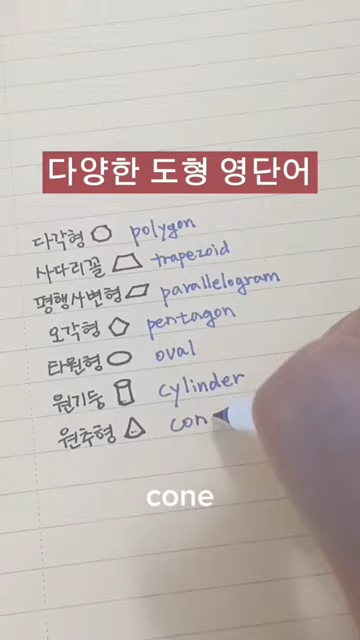 다양한 도형 영단어
다각형 polygon
사다리꼴 trapezoid
평행사변형 parallelogram
오각형 pentagon
타원형 oval
원기둥 cylinder
원추형 con
cone